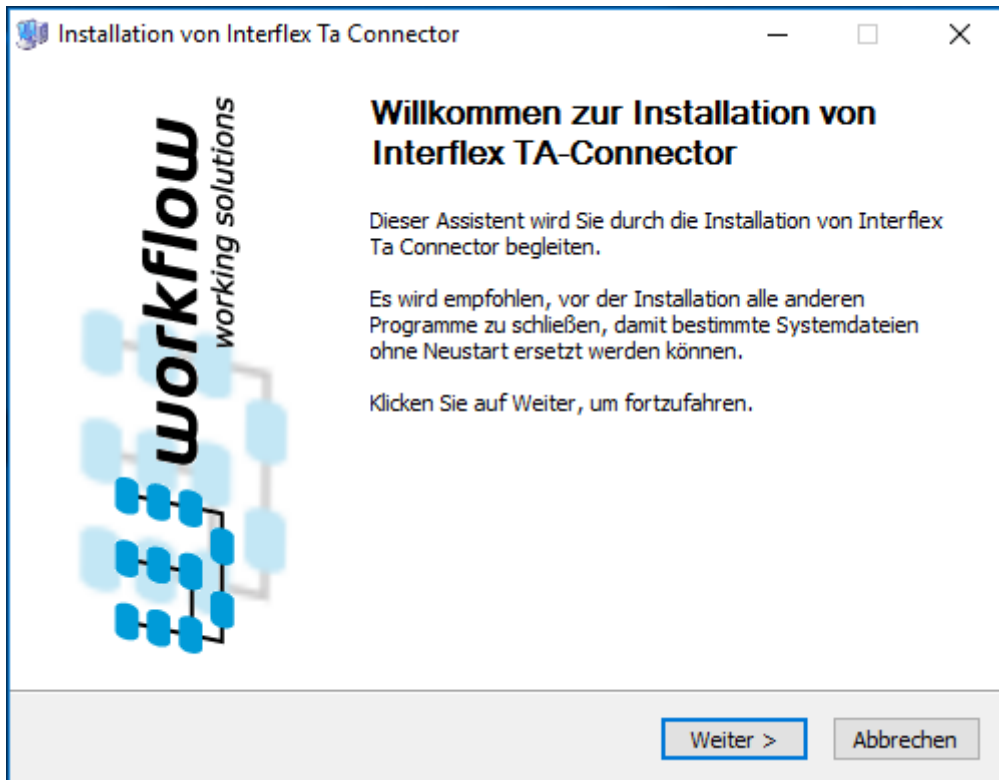 Installation von Interflex Ta Connector
workflow
working solutions
Willkommen zur Installation von
Interflex TA-Connector
Dieser Assistent wird Sie durch die Installation von Interflex
Ta Connector begleiten.
Es wird empfohlen, vor der Installation alle anderen
Programme zu schließen, damit bestimmte Systemdateien
ohne Neustart ersetzt werden können.
Klicken Sie auf Weiter, um fortzufahren.
Weiter >
Abbrechen